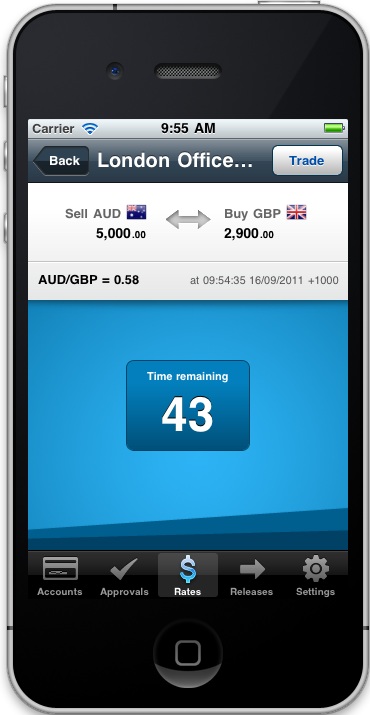 Carrier 9:55 AM
Back London Office... Trade
Sell AUD Buy GBP
5,000.00 2,900.00
AUD/GBP = 0.58 at 09:54:35 16/09/2011 +1000
Time remaining
43
Accounts Approvals Rates Releases Settings